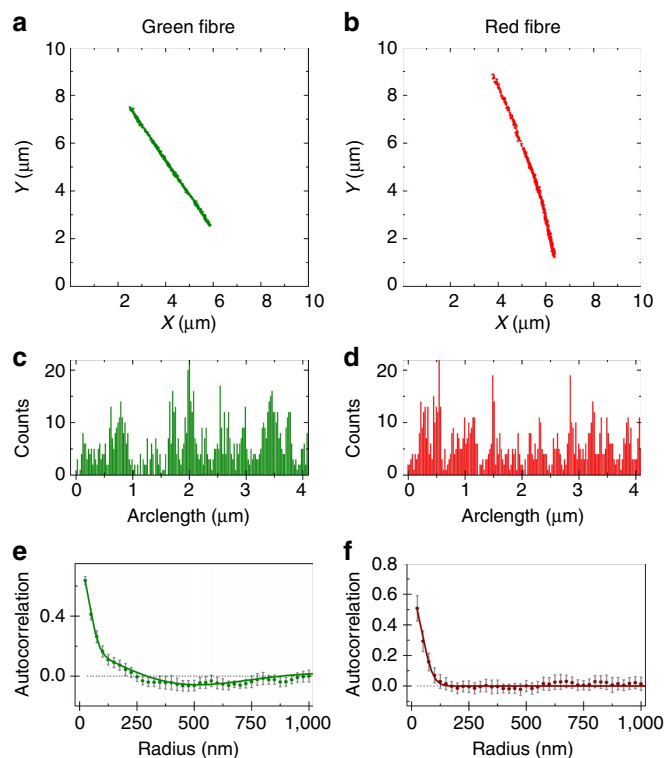 a Green fibre
10
8
6
4
2
0
Y (μm)
2 4 6 8 10
X (μm)
b Red fibre
10
8
6
4
2
0
Y (μm)
2 4 6 8 10
X (μm)
c
20
10
0
Counts
0 1 2 3 4
Arclength (μm)
d
20
10
0
Counts
0 1 2 3 4
Arclength (μm)
e
0.4
0.0
Autocorrelation
0 250 500 750 1,000
Radius (nm)
f
0.8
0.6
0.4
0.2
0.0
Autocorrelation
0 250 500 750 1,000
Radius (nm)